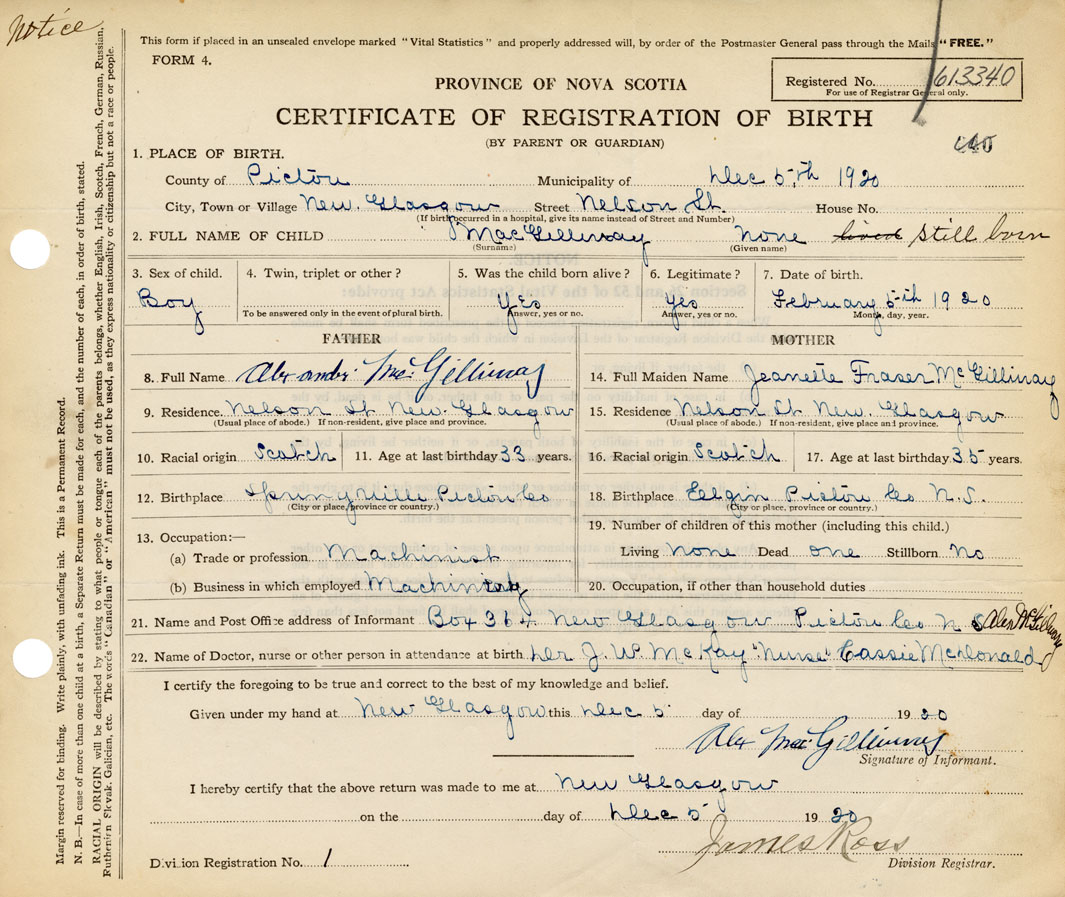 Notice
This form if placed in an unsealed envelope marked "Vital Statistics" and properly addressed will, by order of the Postmaster General pass through the Mails "FREE."
FORM 4.
Registered No. 613340
For use of Registrar General only.
PROVINCE OF NOVA SCOTIA
CERTIFICATE OF REGISTRATION OF BIRTH
(BY PARENT OR GUARDIAN)
1. PLACE OF BIRTH.
County of Pictou Municipality of Dec 5th 1920
City, Town or Village New Glasgow Street Nelson St. House No.
(If birth occurred in a hospital, give its name instead of Street and Number)
2. FULL NAME OF CHILD MacGillivray None lived Still born
(Surname) (Given name)
3. Sex of child. 4. Twin, triplet or other? 5. Was the child born alive? 6. Legitimate? 7. Date of birth.
Boy Yes Yes February 5th 1920
To be answered only in the event of plural birth. Answer, yes or no. Answer, yes or no. Month, day, year.
FATHER MOTHER
8. Full Name Alexander MacGillivray 14. Full Maiden Name Jeanette Fraser McGillivay
9. Residence. Nelson St New Glasgow 15. Residence Nelson St New Glasgow
(Usual place of abode.) If non-resident, give place and province. (Usual place of abode.) If non-resident, give place and province.
10. Racial origin Scotch 11. Age at last birthday 33 years. 16. Racial origin Scotch 17. Age at last birthday 35 years.
12. Birthplace Springville Pictou Co 18. Birthplace Eelgin Pictou Co N.S.
(City or place, province or country.) (City or place, province or country.)
13. Occupation:— 19. Number of children of this mother (including this child.)
(a) Trade or profession Machinist Living None Dead one Stillborn No
(b) Business in which employed Machinery 20. Occupation, if other than household duties
21. Name and Post Office address of Informant Box 364 New Glasgow Pictou Co N S Alex McGillivray
22. Name of Doctor, nurse or other person in attendance at birth J. W. McKay "Nurse" Cassie McDonald
I certify the foregoing to be true and correct to the best of my knowledge and belief.
Given under my hand at New Glasgow this Dec 5 day of 1920
Alex MacGillivray
Signature of Informant.
I hereby certify that the above return was made to me at New Glasgow
on the day of Dec 5 1920
James Ross
Division Registrar.
Division Registration No. 1
Margin reserved for binding. Write plainly, with unfading ink. This is a Permanent Record.
N. B.—In case of more than one child at a birth, a Separate Return must be made for each, and the number of each, in order of birth, stated.
RACIAL ORIGIN will be described by stating to what people or tongue each of the parents belongs, whether English, Irish, Scotch, French, German, Russian,
Ruthenian, Slovak, Galician, etc. The words "Canadian" or "American" must not be used, as they express nationality or citizenship but not a race or people.